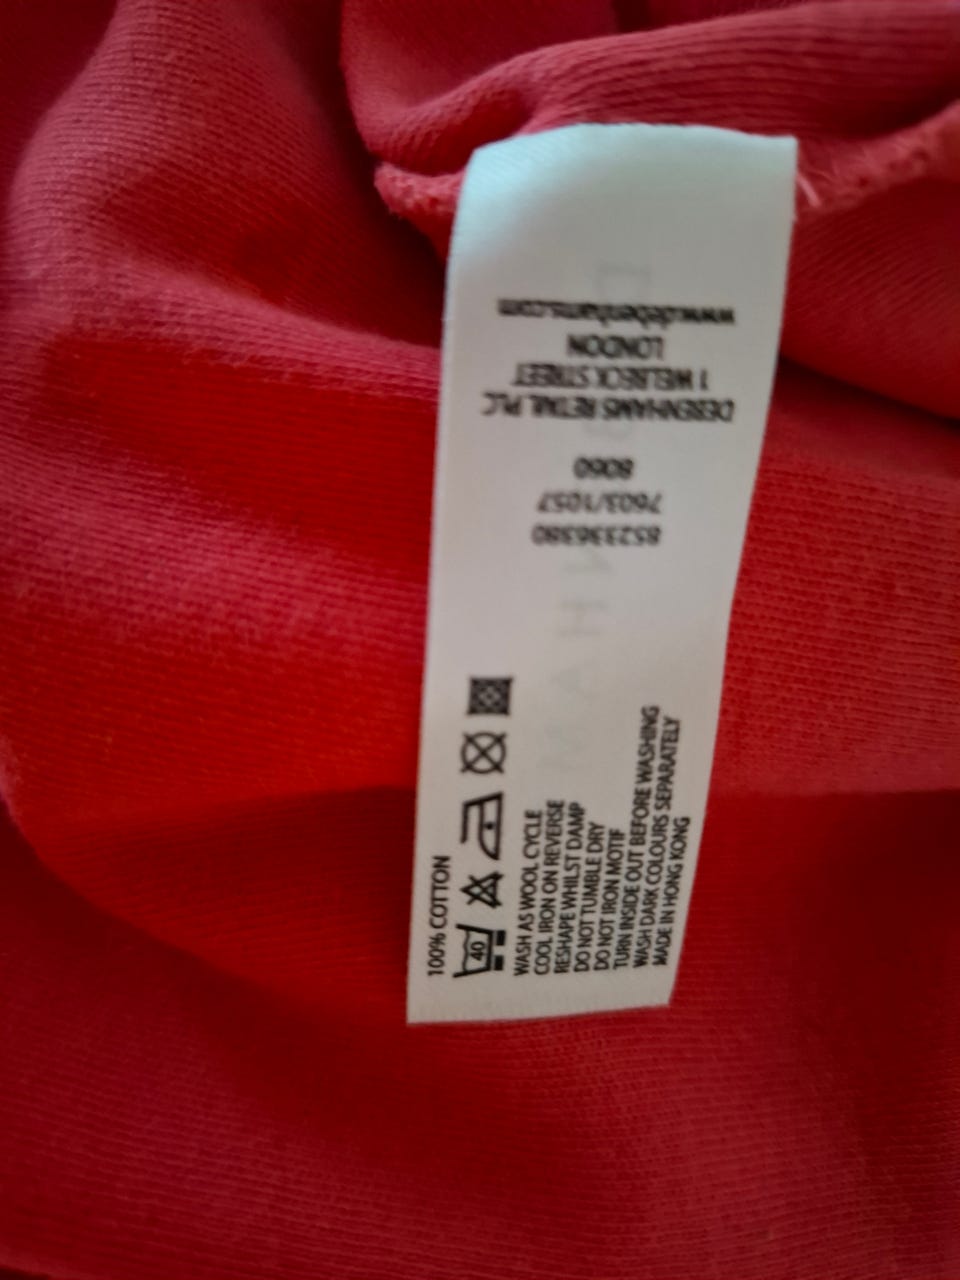 100% COTTON
40
WASH AS WOOL CYCLE
COOL IRON ON REVERSE
RESHAPE WHILST DAMP
DO NOT TUMBLE DRY
DO NOT IRON MOTIF
TURN INSIDE OUT BEFORE WASHING
WASH DARK COLOURS SEPARATELY
MADE IN HONG KONG
852336380
7603/1057
8060
DEBENHAMS RETAIL PLC
1 WELBECK STREET
LONDON
www.debenhams.com